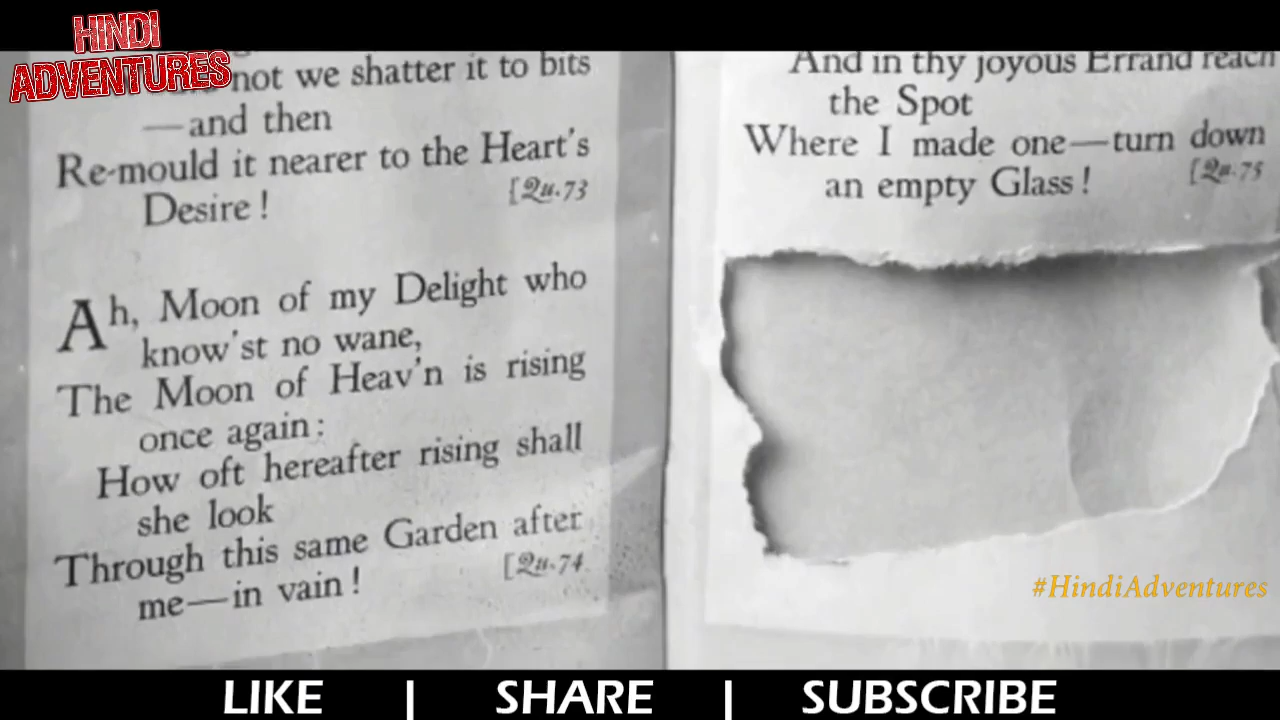 HINDI
ADVENTURES
not we shatter it to bits
—and then
Re-mould it nearer to the Heart's
Desire!
[Qu.73
Ah, Moon of my Delight who
know'st no wane,
The Moon of Heav'n is rising
once again:
How oft hereafter rising shall
she look
Through this same Garden after
me—in vain!
[Qu.74
And in thy joyous Errand reach
the Spot
Where I made one—turn down
an empty Glass!
[Qu.75
#HindiAdventures
LIKE | SHARE | SUBSCRIBE